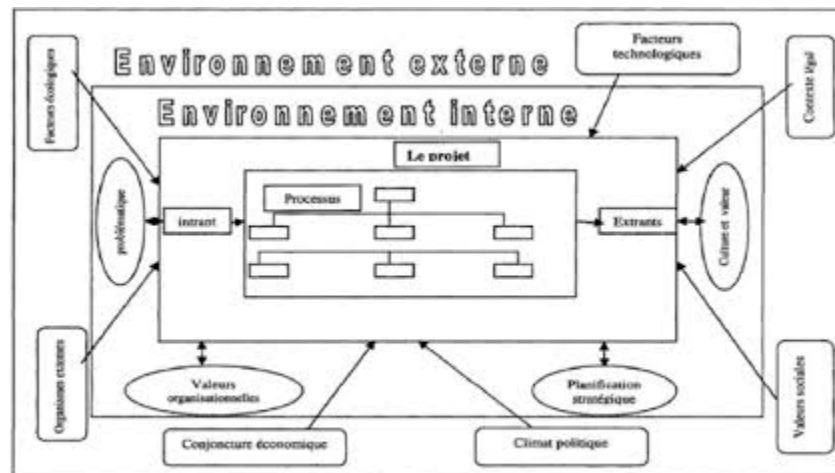 Environnement externe
Facteurs
technologiques
Facteurs écologiques
Contexte légal
Environnement interne
Le projet
Processus
problématique
intrant
Extrants
Culture et valeur
Organismes externes
Valeurs
organisationnelles
Planification
stratégique
Valeurs sociales
Conjoncture économique
Climat politique